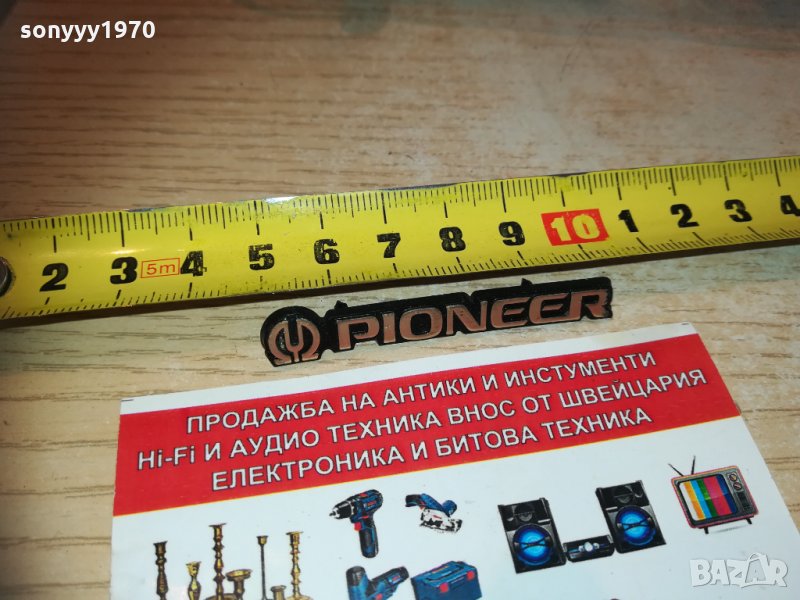 sonyyy1970
2 3 5m 4 5 6 7 8 9 10 1 2 3 4
PIONEER
ПРОДАЖБА НА АНТИКИ И ИНСТУМЕНТИ
Hi-Fi И АУДИО ТЕХНИКА ВНОС ОТ ШВЕЙЦАРИЯ
ЕЛЕКТРОНИКА И БИТОВА ТЕХНИКА
BAZAR